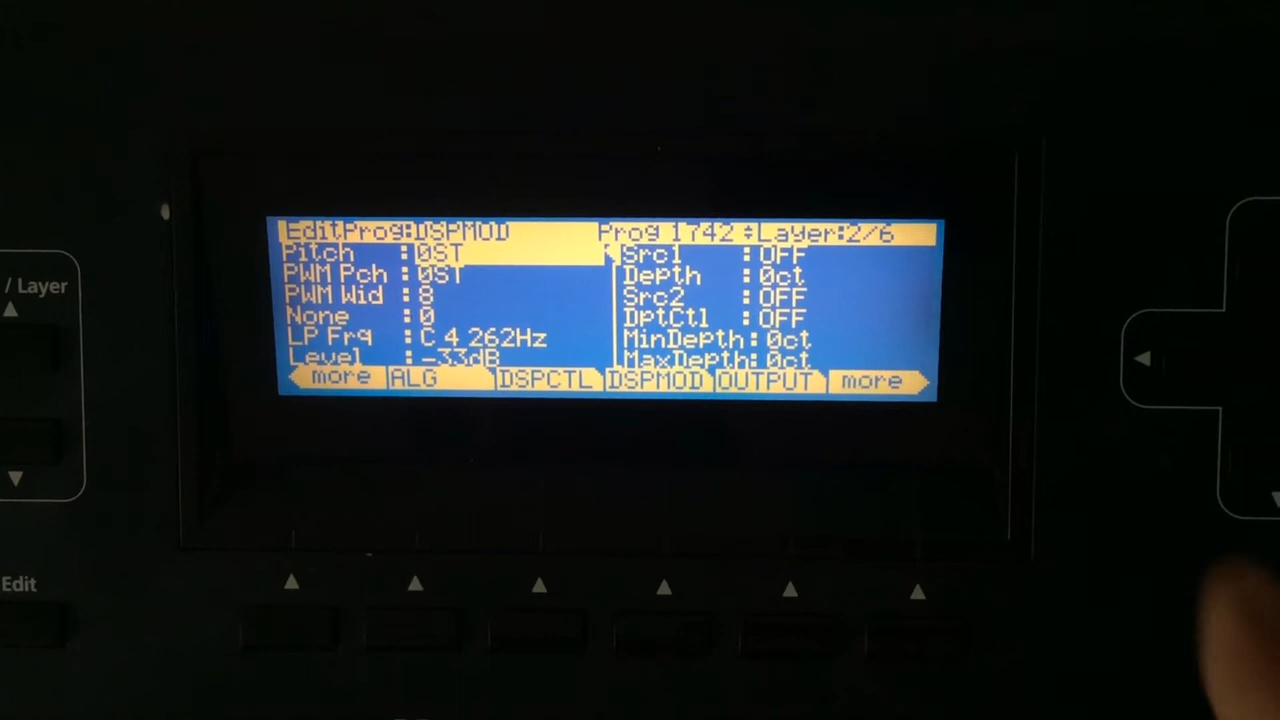 EditProg:DSPMOD Prog 1742 Layer:2/6
Pitch :0ST Src1 :OFF
PWM Pch :0ST Depth :0ct
PWM Wid :8 Src2 :OFF
None :0 DptCtl :OFF
LP Frq :C 4 262Hz MinDepth:0ct
Level :-33dB MaxDepth:0ct
more ALG DSPCTL DSPMOD OUTPUT more
/ Layer
Edit